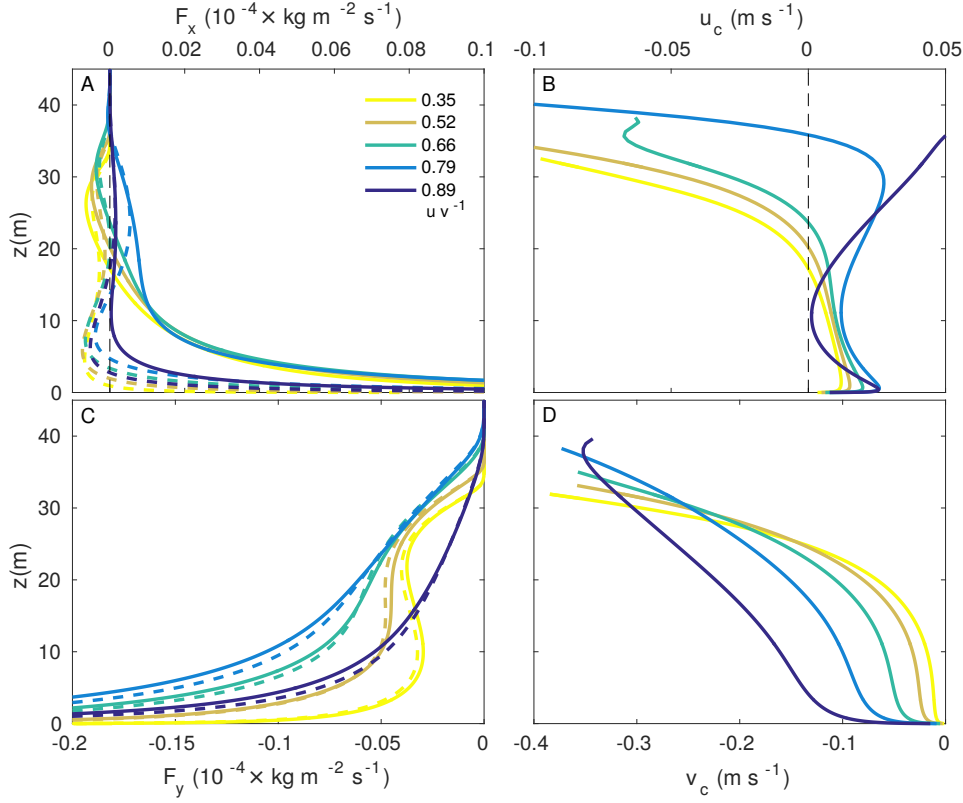 F_x (10^-4 × kg m^-2 s^-1)
0 0.02 0.04 0.06 0.08 0.1
u_c (m s^-1)
-0.1 -0.05 0 0.05
A
B
40
30
20
10
0
z(m)
0.35
0.52
0.66
0.79
0.89
u v^-1
0
C
D
40
30
20
10
0
z(m)
-0.2 -0.15 -0.1 -0.05 0
F_y (10^-4 × kg m^-2 s^-1)
-0.3 -0.2 -0.1 0
v_c (m s^-1)